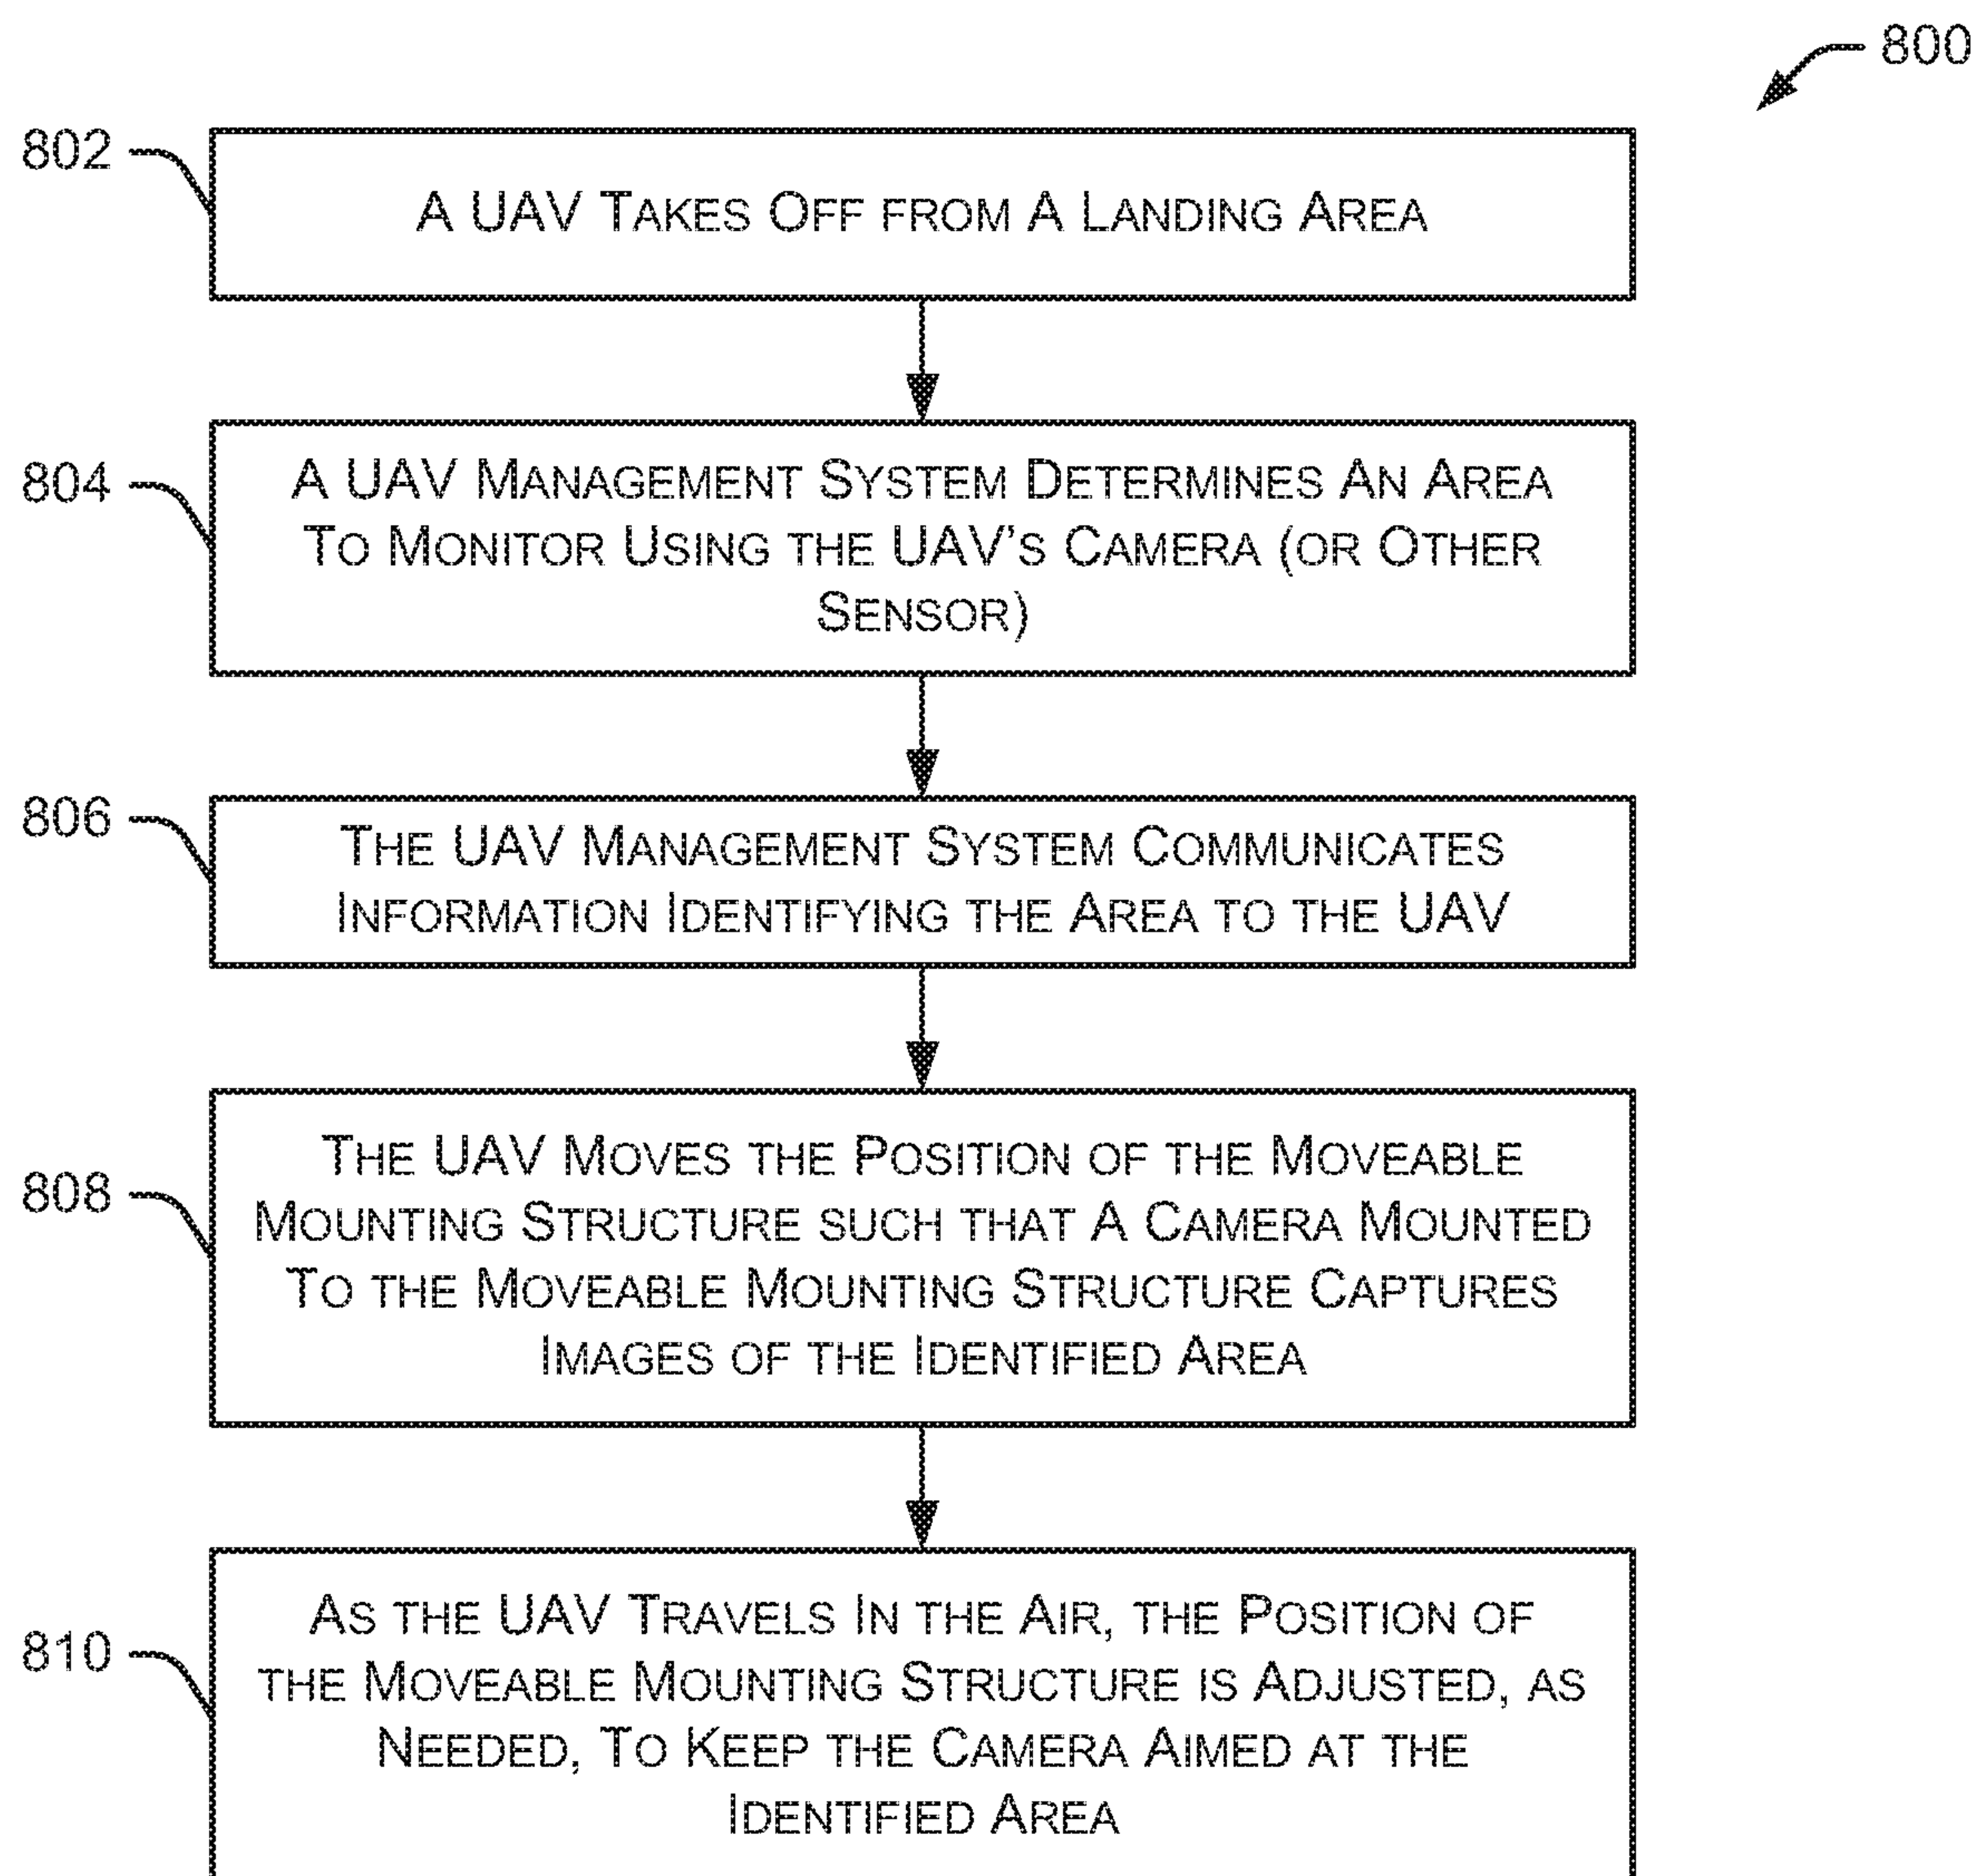 800
802
A UAV TAKES OFF FROM A LANDING AREA
804
A UAV MANAGEMENT SYSTEM DETERMINES AN AREA
TO MONITOR USING THE UAV'S CAMERA (OR OTHER
SENSOR)
806
THE UAV MANAGEMENT SYSTEM COMMUNICATES
INFORMATION IDENTIFYING THE AREA TO THE UAV
808
THE UAV MOVES THE POSITION OF THE MOVEABLE
MOUNTING STRUCTURE SUCH THAT A CAMERA MOUNTED
TO THE MOVEABLE MOUNTING STRUCTURE CAPTURES
IMAGES OF THE IDENTIFIED AREA
810
AS THE UAV TRAVELS IN THE AIR, THE POSITION OF
THE MOVEABLE MOUNTING STRUCTURE IS ADJUSTED, AS
NEEDED, TO KEEP THE CAMERA AIMED AT THE
IDENTIFIED AREA